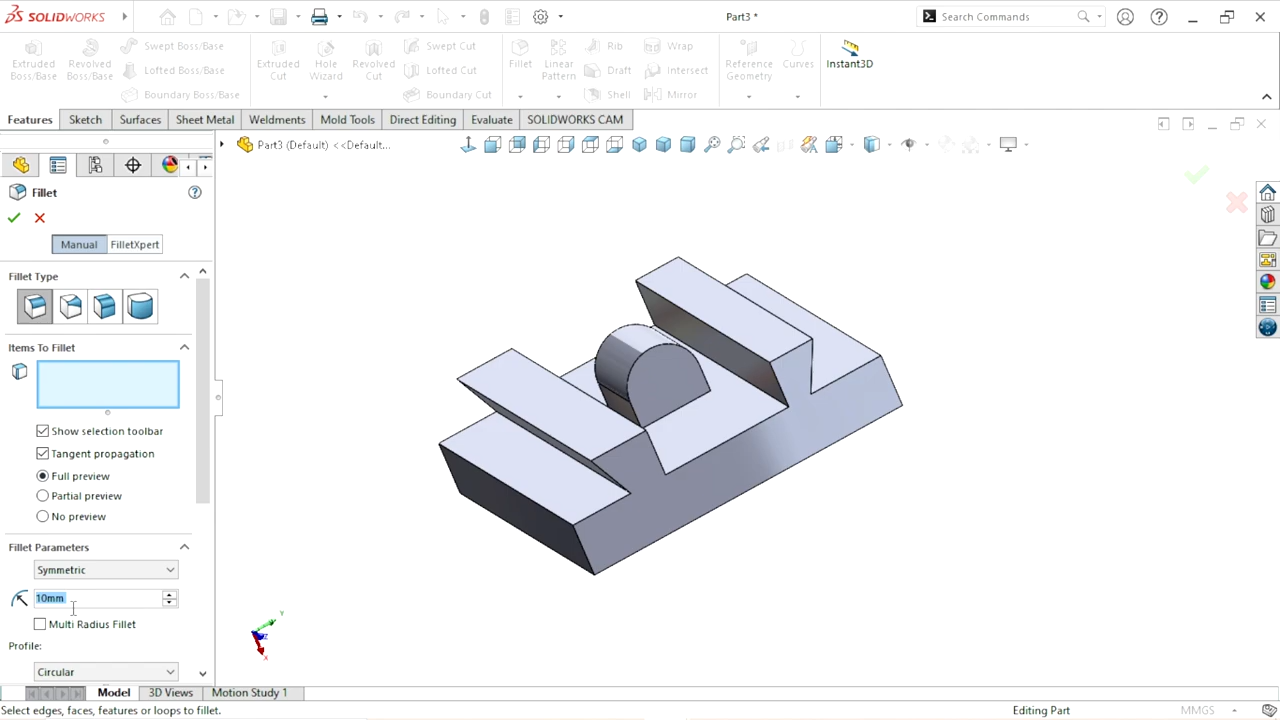 SOLIDWORKS
Part3 *
Search Commands
Extruded Boss/Base
Revolved Boss/Base
Swept Boss/Base
Lofted Boss/Base
Boundary Boss/Base
Extruded Cut
Hole Wizard
Revolved Cut
Swept Cut
Lofted Cut
Boundary Cut
Fillet
Linear Pattern
Rib
Draft
Shell
Wrap
Intersect
Mirror
Reference Geometry
Curves
Instant3D
Features
Sketch
Surfaces
Sheet Metal
Weldments
Mold Tools
Direct Editing
Evaluate
SOLIDWORKS CAM
Part3 (Default) <<Default...
Fillet
Manual
FilletXpert
Fillet Type
Items To Fillet
Show selection toolbar
Tangent propagation
Full preview
Partial preview
No preview
Fillet Parameters
Symmetric
10mm
Multi Radius Fillet
Profile:
Circular
Y
Z
X
Model
3D Views
Motion Study 1
Select edges, faces, features or loops to fillet.
Editing Part
MMGS